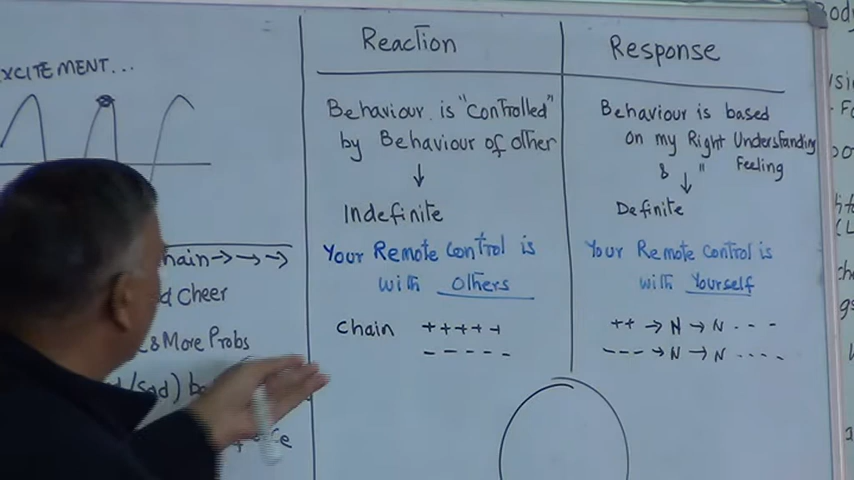 XCITEMENT...
hain→→→
d Cheer
& More Probs
Reaction
Behaviour is "Controlled"
by Behaviour of other
↓
Indefinite
Your Remote Control is
with Others
Chain +++++
-----
Response
Behaviour is based
on my Right Understanding
& " Feeling
↓
Definite
Your Remote Control is
with Yourself
++ → N → N - - -
--- → N → N ----
Body